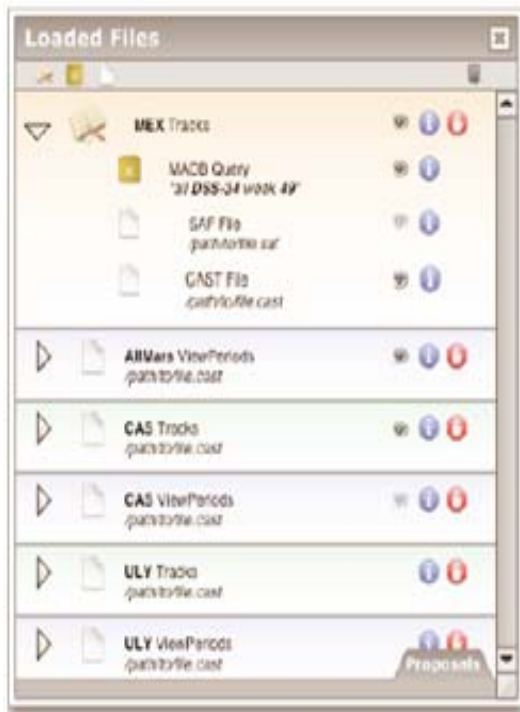 Loaded Files
MEX Tracks
MADB Query
"all DSS-34 week 49"
SAF File
/path/to/file.saf
CAST File
/path/to/file.cast
AllMars ViewPeriods
/path/to/file.cast
CAS Tracks
/path/to/file.cast
CAS ViewPeriods
/path/to/file.cast
ULY Tracks
/path/to/file.cast
ULY ViewPeriods
/path/to/file.cast
Proposals